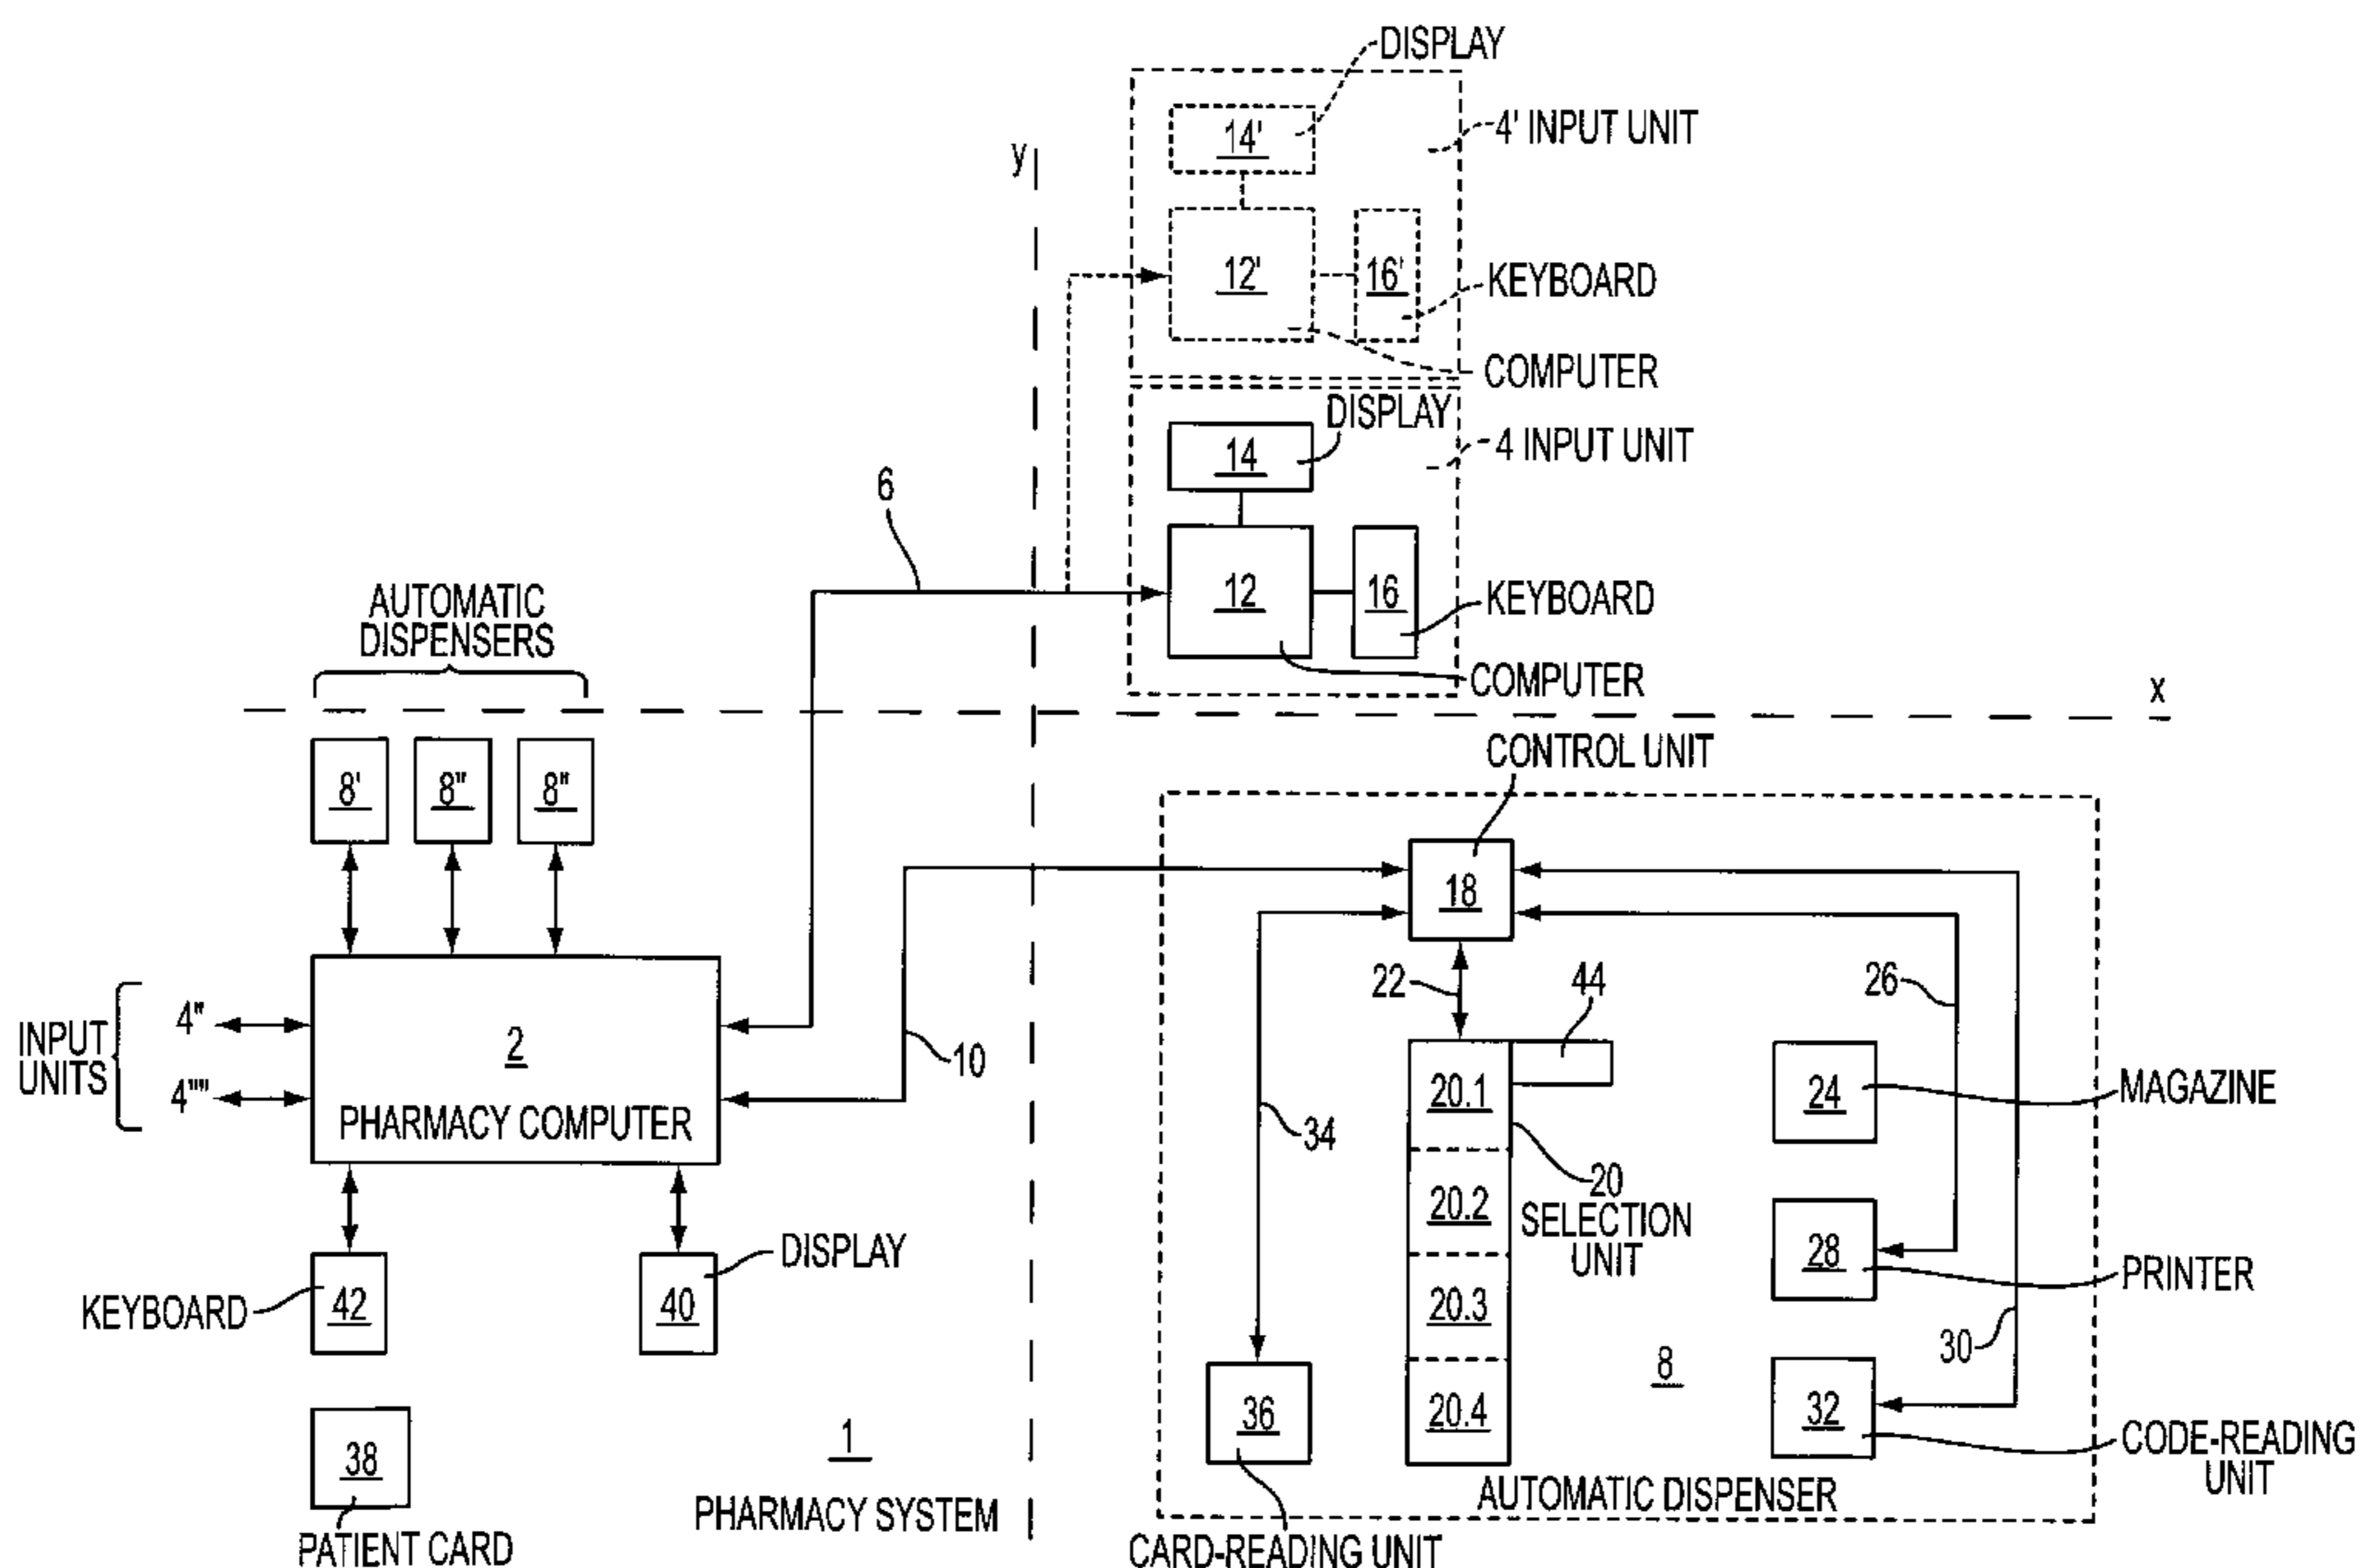 DISPLAY
14'
4' INPUT UNIT
y
12'
16'
KEYBOARD
COMPUTER
DISPLAY
14
4 INPUT UNIT
6
12
16
KEYBOARD
COMPUTER
AUTOMATIC
DISPENSERS
x
8'
8"
8"
CONTROL UNIT
18
22
44
26
INPUT
UNITS
4"
4""
2
PHARMACY COMPUTER
10
34
20.1
20.2
20.3
20.4
20
SELECTION
UNIT
24
MAGAZINE
28
PRINTER
30
32
CODE-READING
UNIT
8
AUTOMATIC DISPENSER
36
CARD-READING UNIT
KEYBOARD
42
40
DISPLAY
38
PATIENT CARD
1
PHARMACY SYSTEM